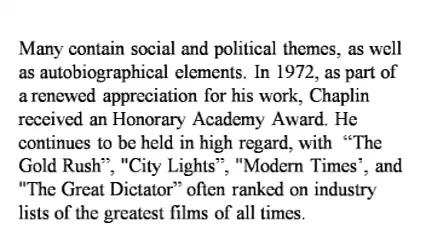 Many contain social and political themes, as well
as autobiographical elements. In 1972, as part of
a renewed appreciation for his work, Chaplin
received an Honorary Academy Award. He
continues to be held in high regard, with “The
Gold Rush”, "City Lights”, "Modern Times’, and
"The Great Dictator” often ranked on industry
lists of the greatest films of all times.